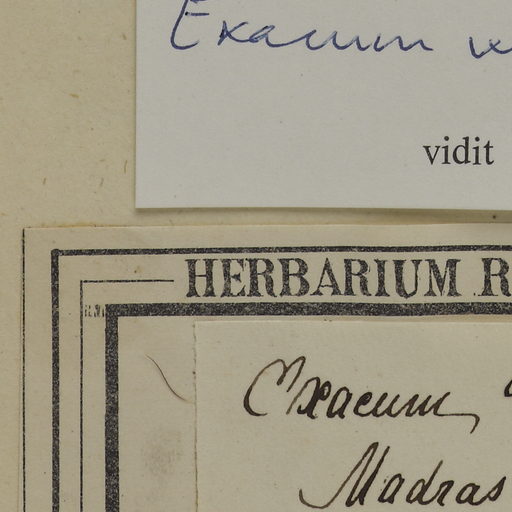 Exacum
vidit
HERBARIUM R
Exacum,
Madras